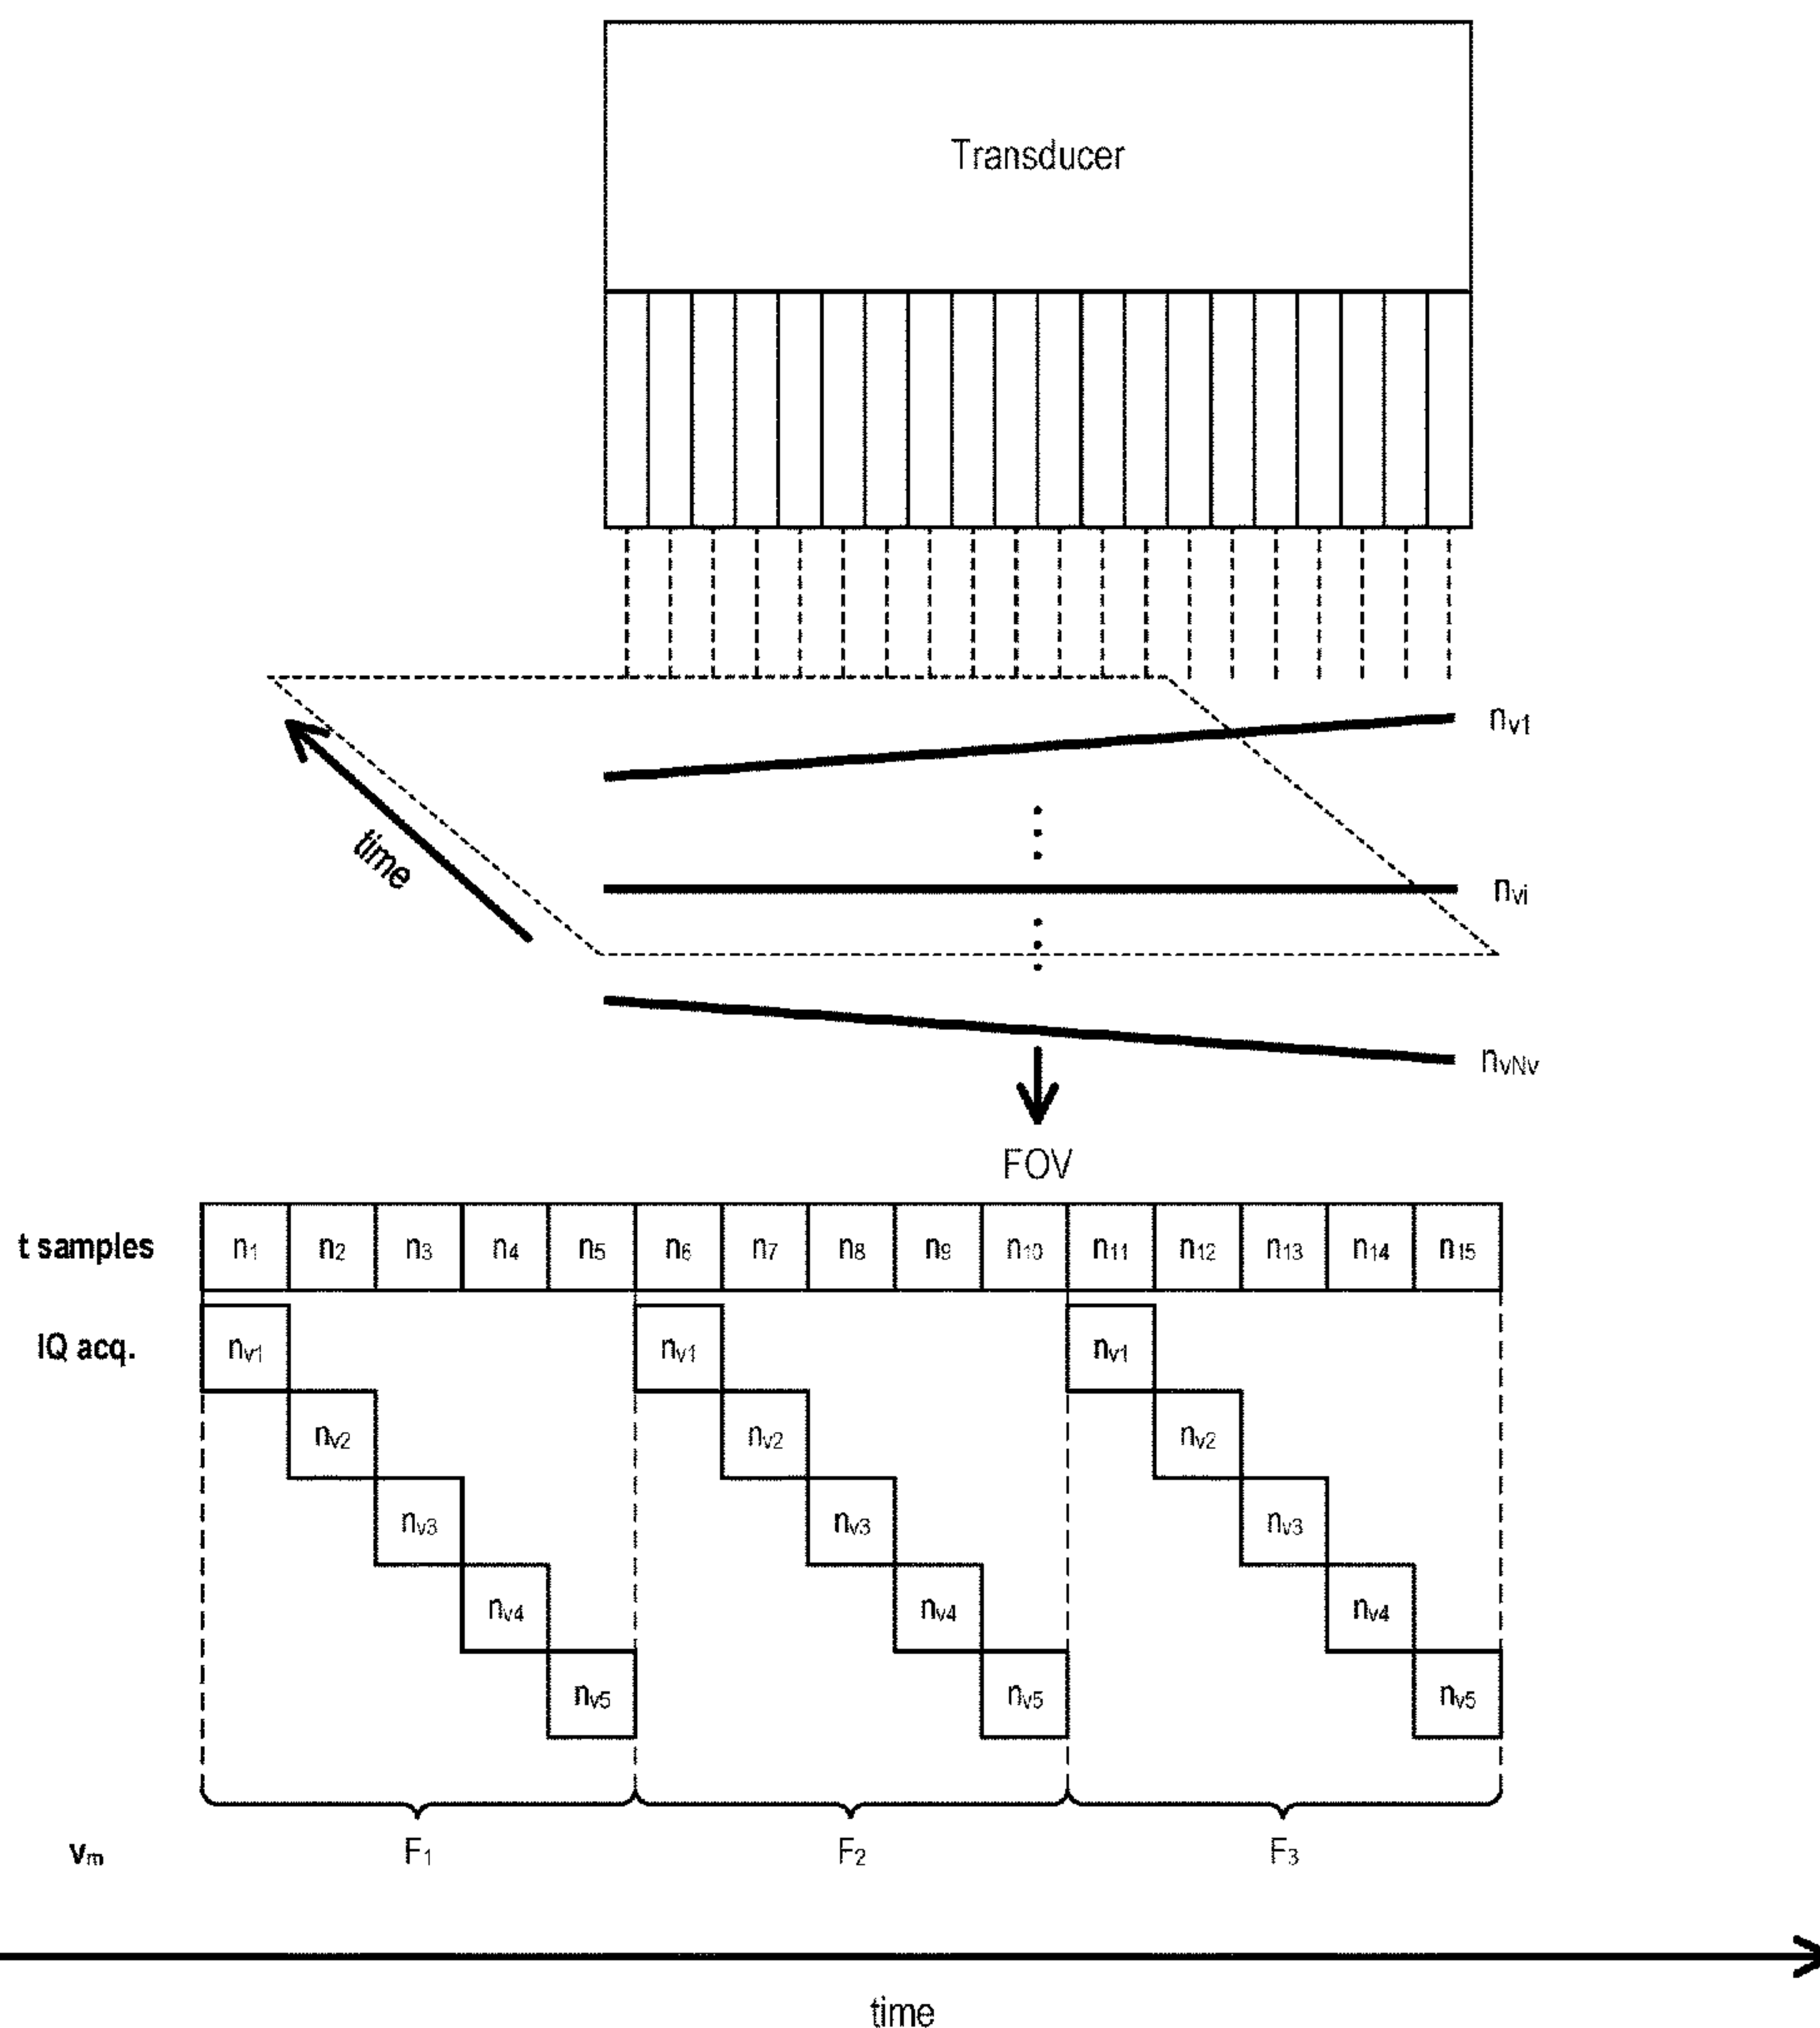 Transducer
nv1
time
nvi
nvNv
FOV
t samples n1 n2 n3 n4 n5 n6 n7 n8 n9 n10 n11 n12 n13 n14 n15
IQ acq. nv1 nv1 nv1
nv2 nv2 nv2
nv3 nv3 nv3
nv4 nv4 nv4
nv5 nv5 nv5
vm F1 F2 F3
time